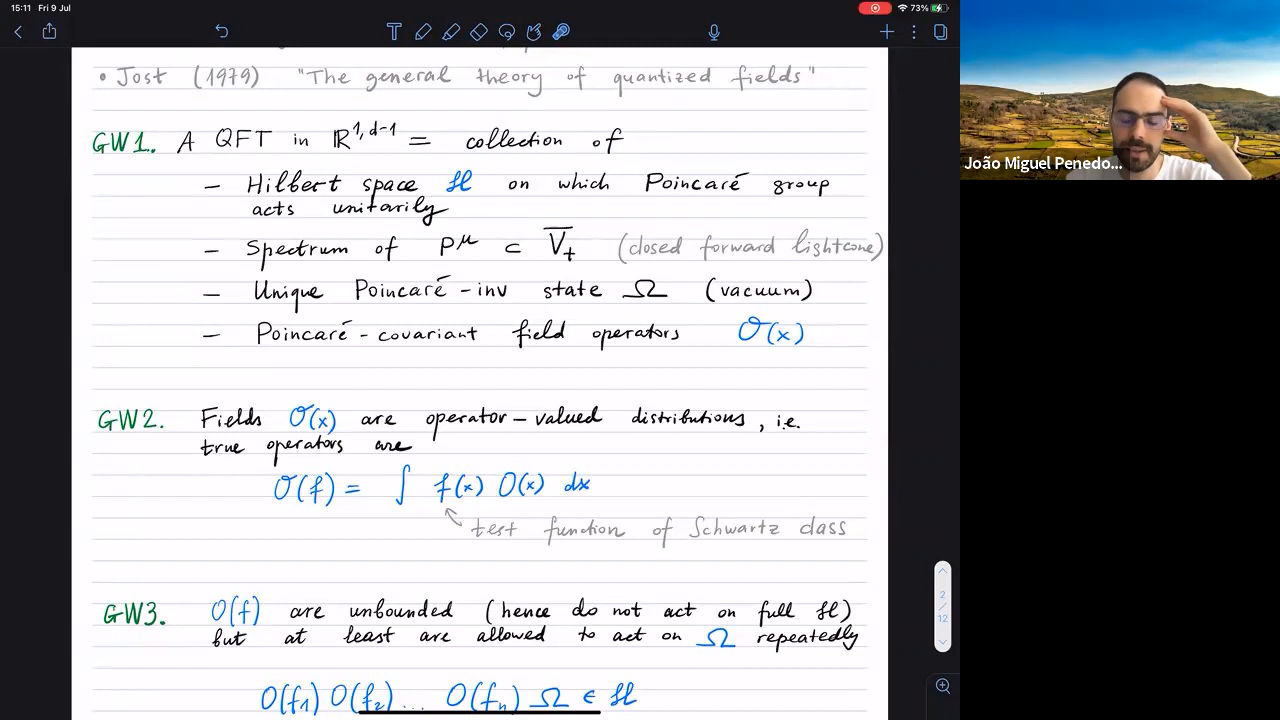 15:11 Fri 9 Jul
73%
• Jost (1979) "The general theory of quantized fields"
GW1. A QFT in ℝ^{1,d-1} = collection of
– Hilbert space ℋ on which Poincaré group
acts unitarily
– Spectrum of P^μ ⊂ V̅₊ (closed forward lightcone)
– Unique Poincaré-inv state Ω (vacuum)
– Poincaré-covariant field operators O(x)
GW2. Fields O(x) are operator-valued distributions, i.e.
true operators are
O(f) = ∫ f(x) O(x) dx
test function of Schwartz class
GW3. O(f) are unbounded (hence do not act on full ℋ)
but at least are allowed to act on Ω repeatedly
O(f₁) O(f₂) ... O(fₙ) Ω ∈ ℋ
João Miguel Penedo...
2
/
12